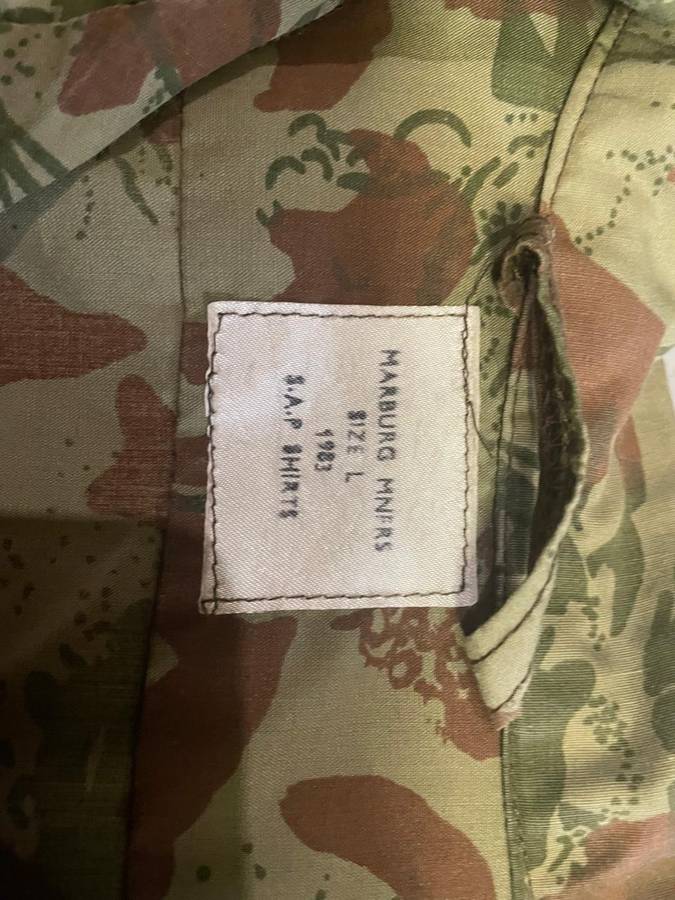 MARBURG MNFRS
SIZE L
1983
S.A.P SHIRTS